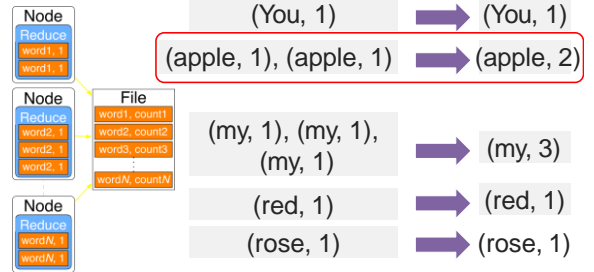 Node
Reduce
word1, 1
word1, 1
Node
Reduce
word2, 1
word2, 1
word2, 1
Node
Reduce
wordN, 1
wordN, 1
File
word1, count1
word2, count2
word3, count3
wordN, countN
(You, 1)
(You, 1)
(apple, 1), (apple, 1)
(apple, 2)
(my, 1), (my, 1),
(my, 1)
(my, 3)
(red, 1)
(red, 1)
(rose, 1)
(rose, 1)